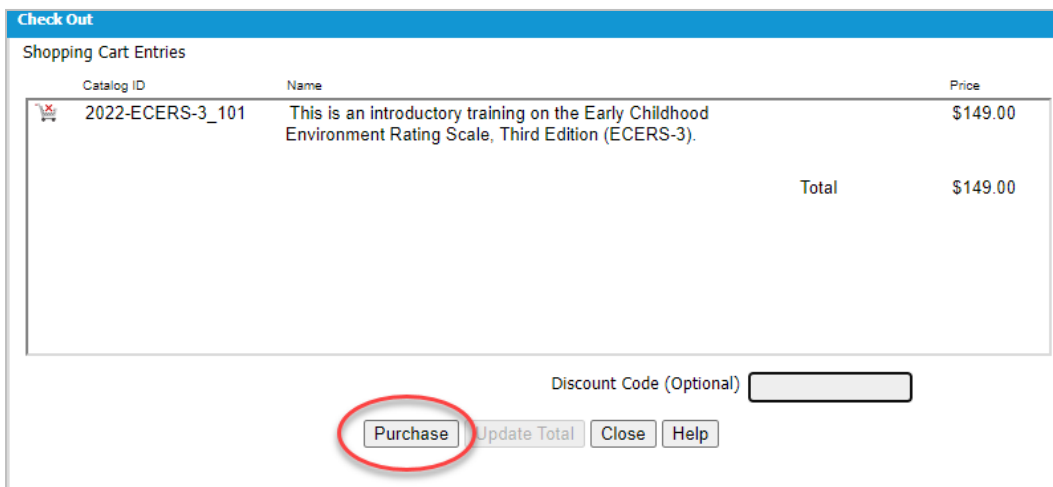 Check Out
Shopping Cart Entries
Catalog ID Name Price
2022-ECERS-3_101 This is an introductory training on the Early Childhood $149.00
Environment Rating Scale, Third Edition (ECERS-3).
Total $149.00
Discount Code (Optional)
Purchase Update Total Close Help